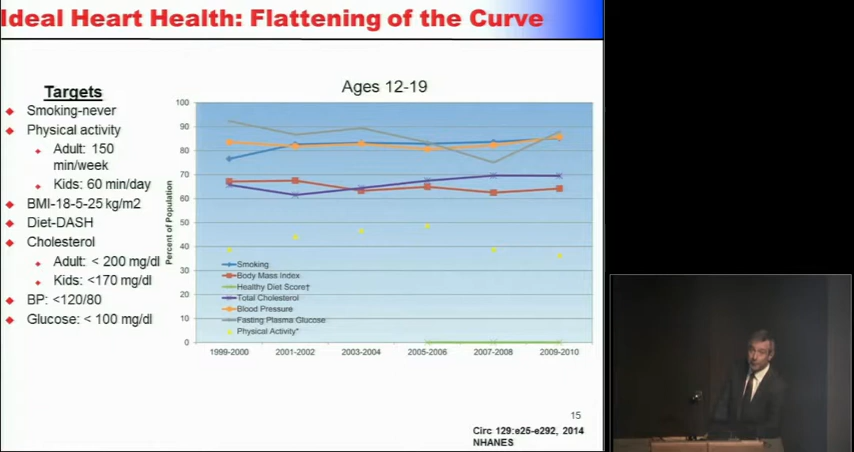 Ideal Heart Health: Flattening of the Curve
Targets
Smoking-never
Physical activity
Adult: 150
min/week
Kids: 60 min/day
BMI-18-5-25 kg/m2
Diet-DASH
Cholesterol
Adult: < 200 mg/dl
Kids: <170 mg/dl
BP: <120/80
Glucose: < 100 mg/dl
Ages 12-19
Percent of Population
100
90
80
70
60
50
40
30
20
10
0
Smoking
Body Mass Index
Healthy Diet Score†
Total Cholesterol
Blood Pressure
Fasting Plasma Glucose
Physical Activity*
1999-2000 2001-2002 2003-2004 2005-2006 2007-2008 2009-2010
15
Circ 129:e25-e292, 2014
NHANES